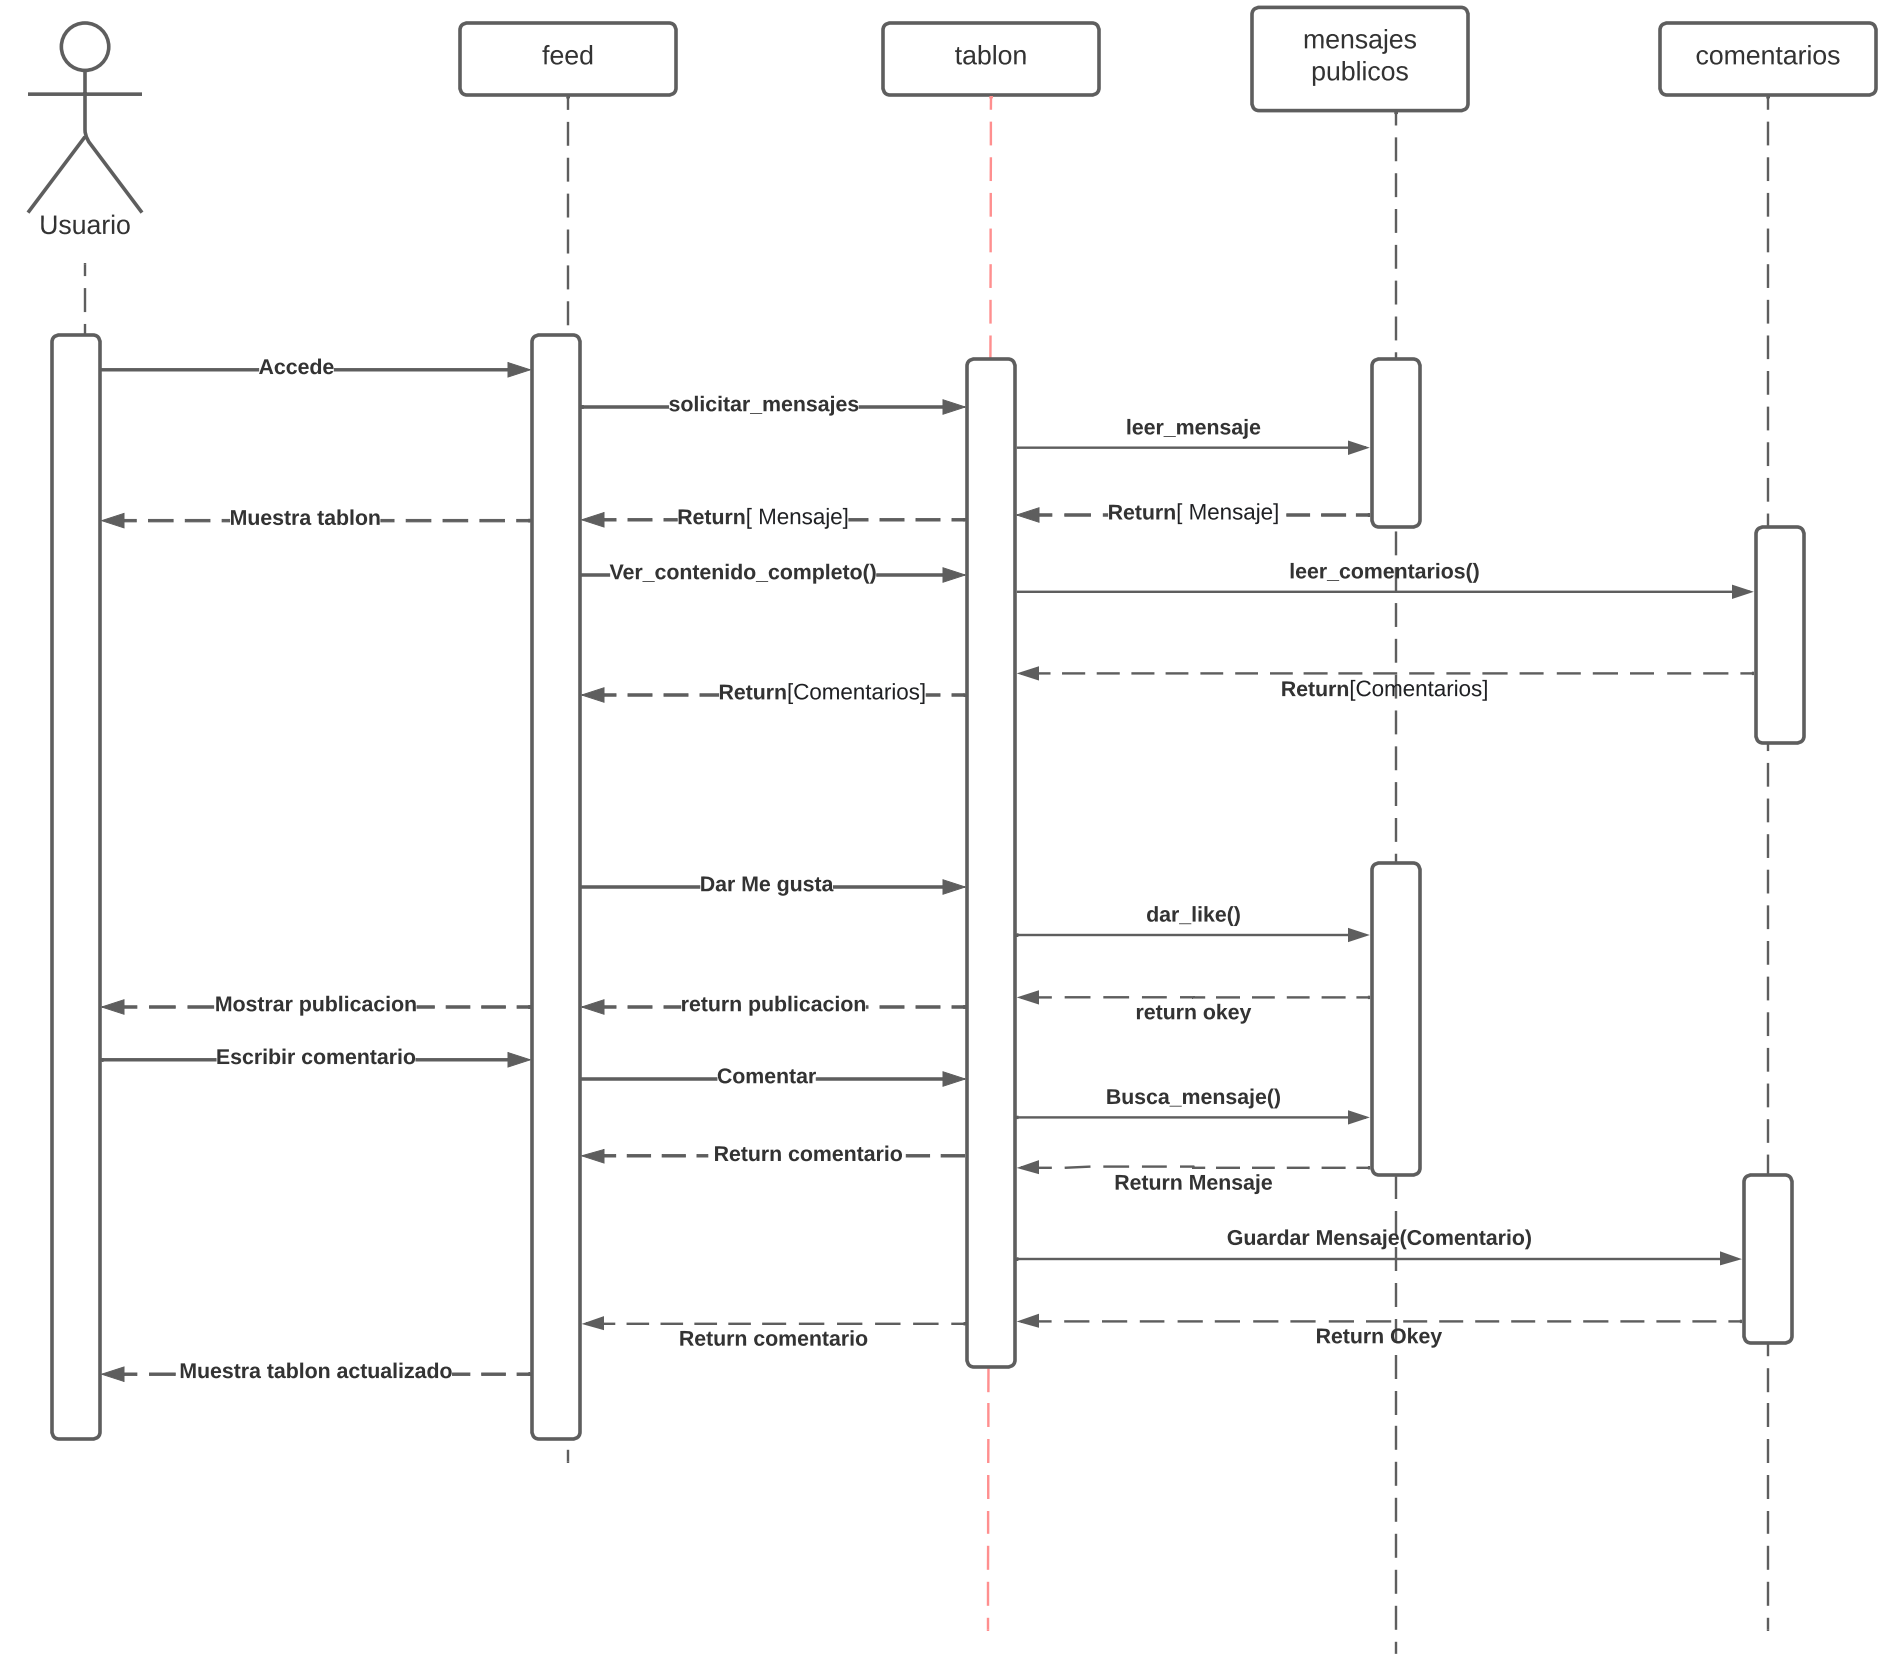 feed
tablon
mensajes
publicos
comentarios
Usuario
Accede
solicitar_mensajes
leer_mensaje
Muestra tablon
Return[ Mensaje]
Return[ Mensaje]
Ver_contenido_completo()
leer_comentarios()
Return[Comentarios]
Return[Comentarios]
Dar Me gusta
dar_like()
Mostrar publicacion
return publicacion
return okey
Escribir comentario
Comentar
Busca_mensaje()
Return comentario
Return Mensaje
Guardar Mensaje(Comentario)
Return comentario
Return Okey
Muestra tablon actualizado